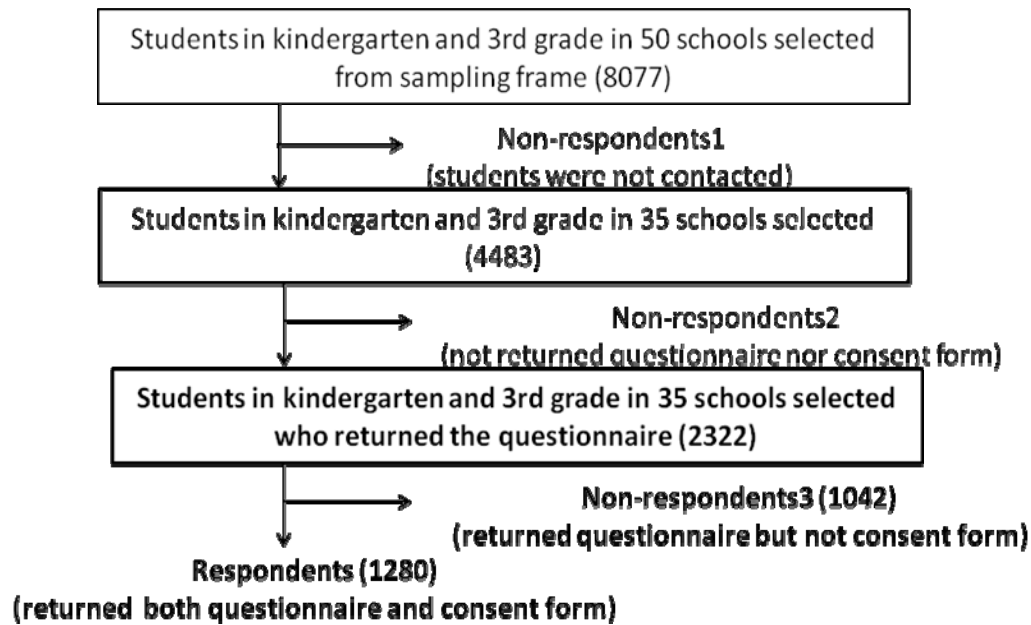 Students in kindergarten and 3rd grade in 50 schools selected
from sampling frame (8077)
Non-respondents1
(students were not contacted)
Students in kindergarten and 3rd grade in 35 schools selected
(4483)
Non-respondents2
(not returned questionnaire nor consent form)
Students in kindergarten and 3rd grade in 35 schools selected
who returned the questionnaire (2322)
Non-respondents3 (1042)
(returned questionnaire but not consent form)
Respondents (1280)
(returned both questionnaire and consent form)